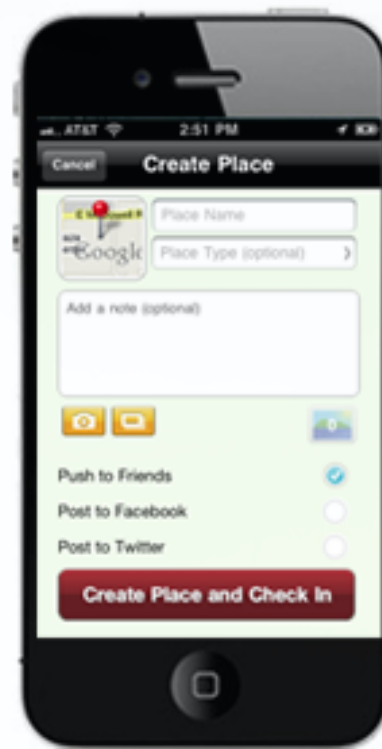 AT&T 2:51 PM
Cancel Create Place
Place Name
Google
Place Type (optional)
Add a note (optional)
0
Push to Friends
Post to Facebook
Post to Twitter
Create Place and Check In